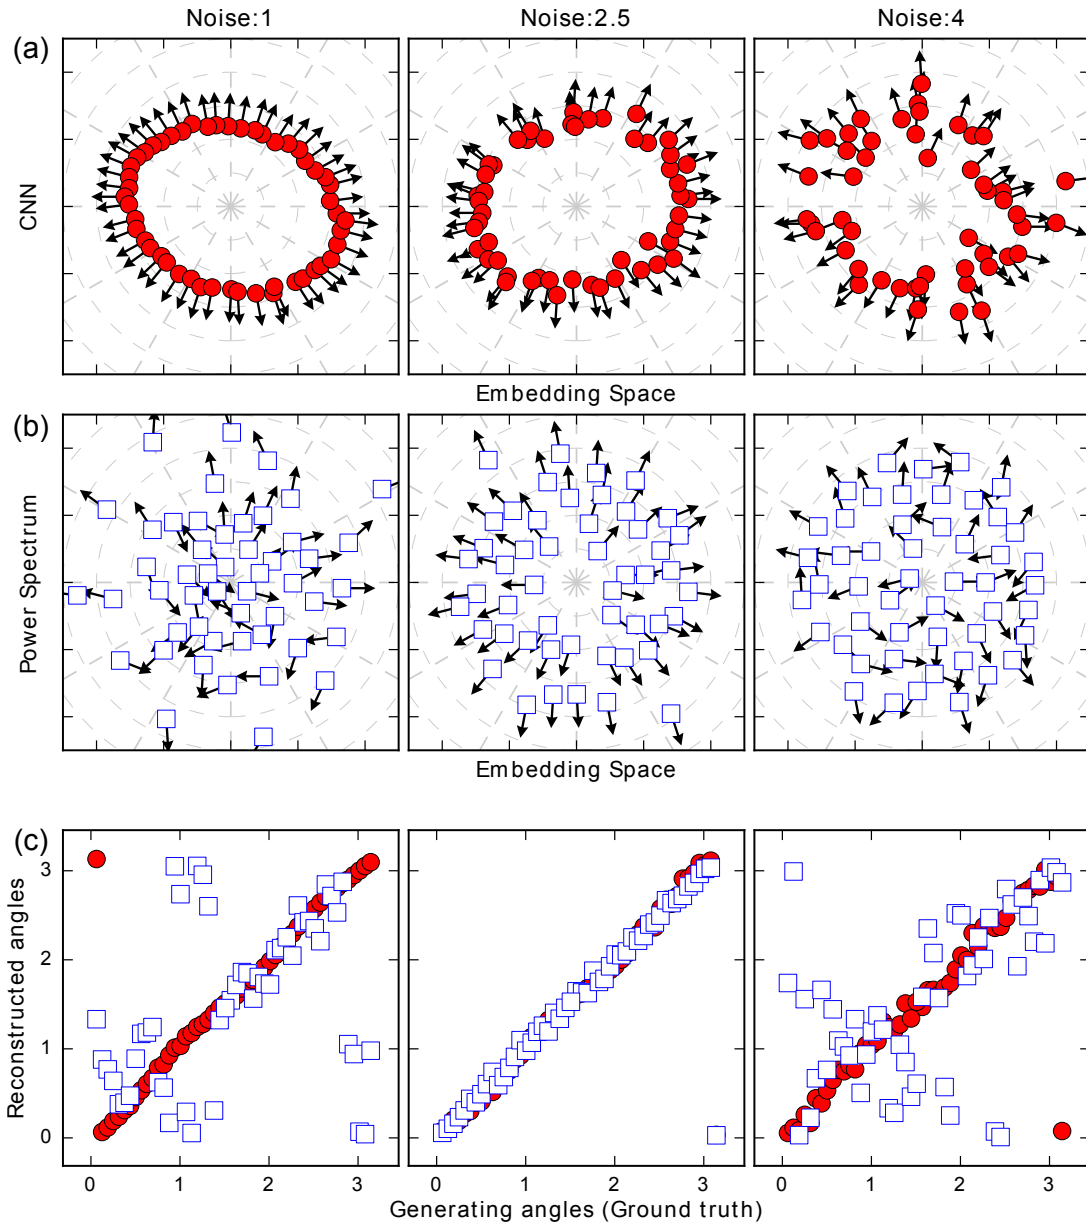 Noise:1 Noise:2.5 Noise:4
(a)
CNN
Embedding Space
(b)
Power Spectrum
Embedding Space
(c)
Reconstructed angles
3
2
1
0
0 1 2 3 0 1 2 3 0 1 2 3
Generating angles (Ground truth)